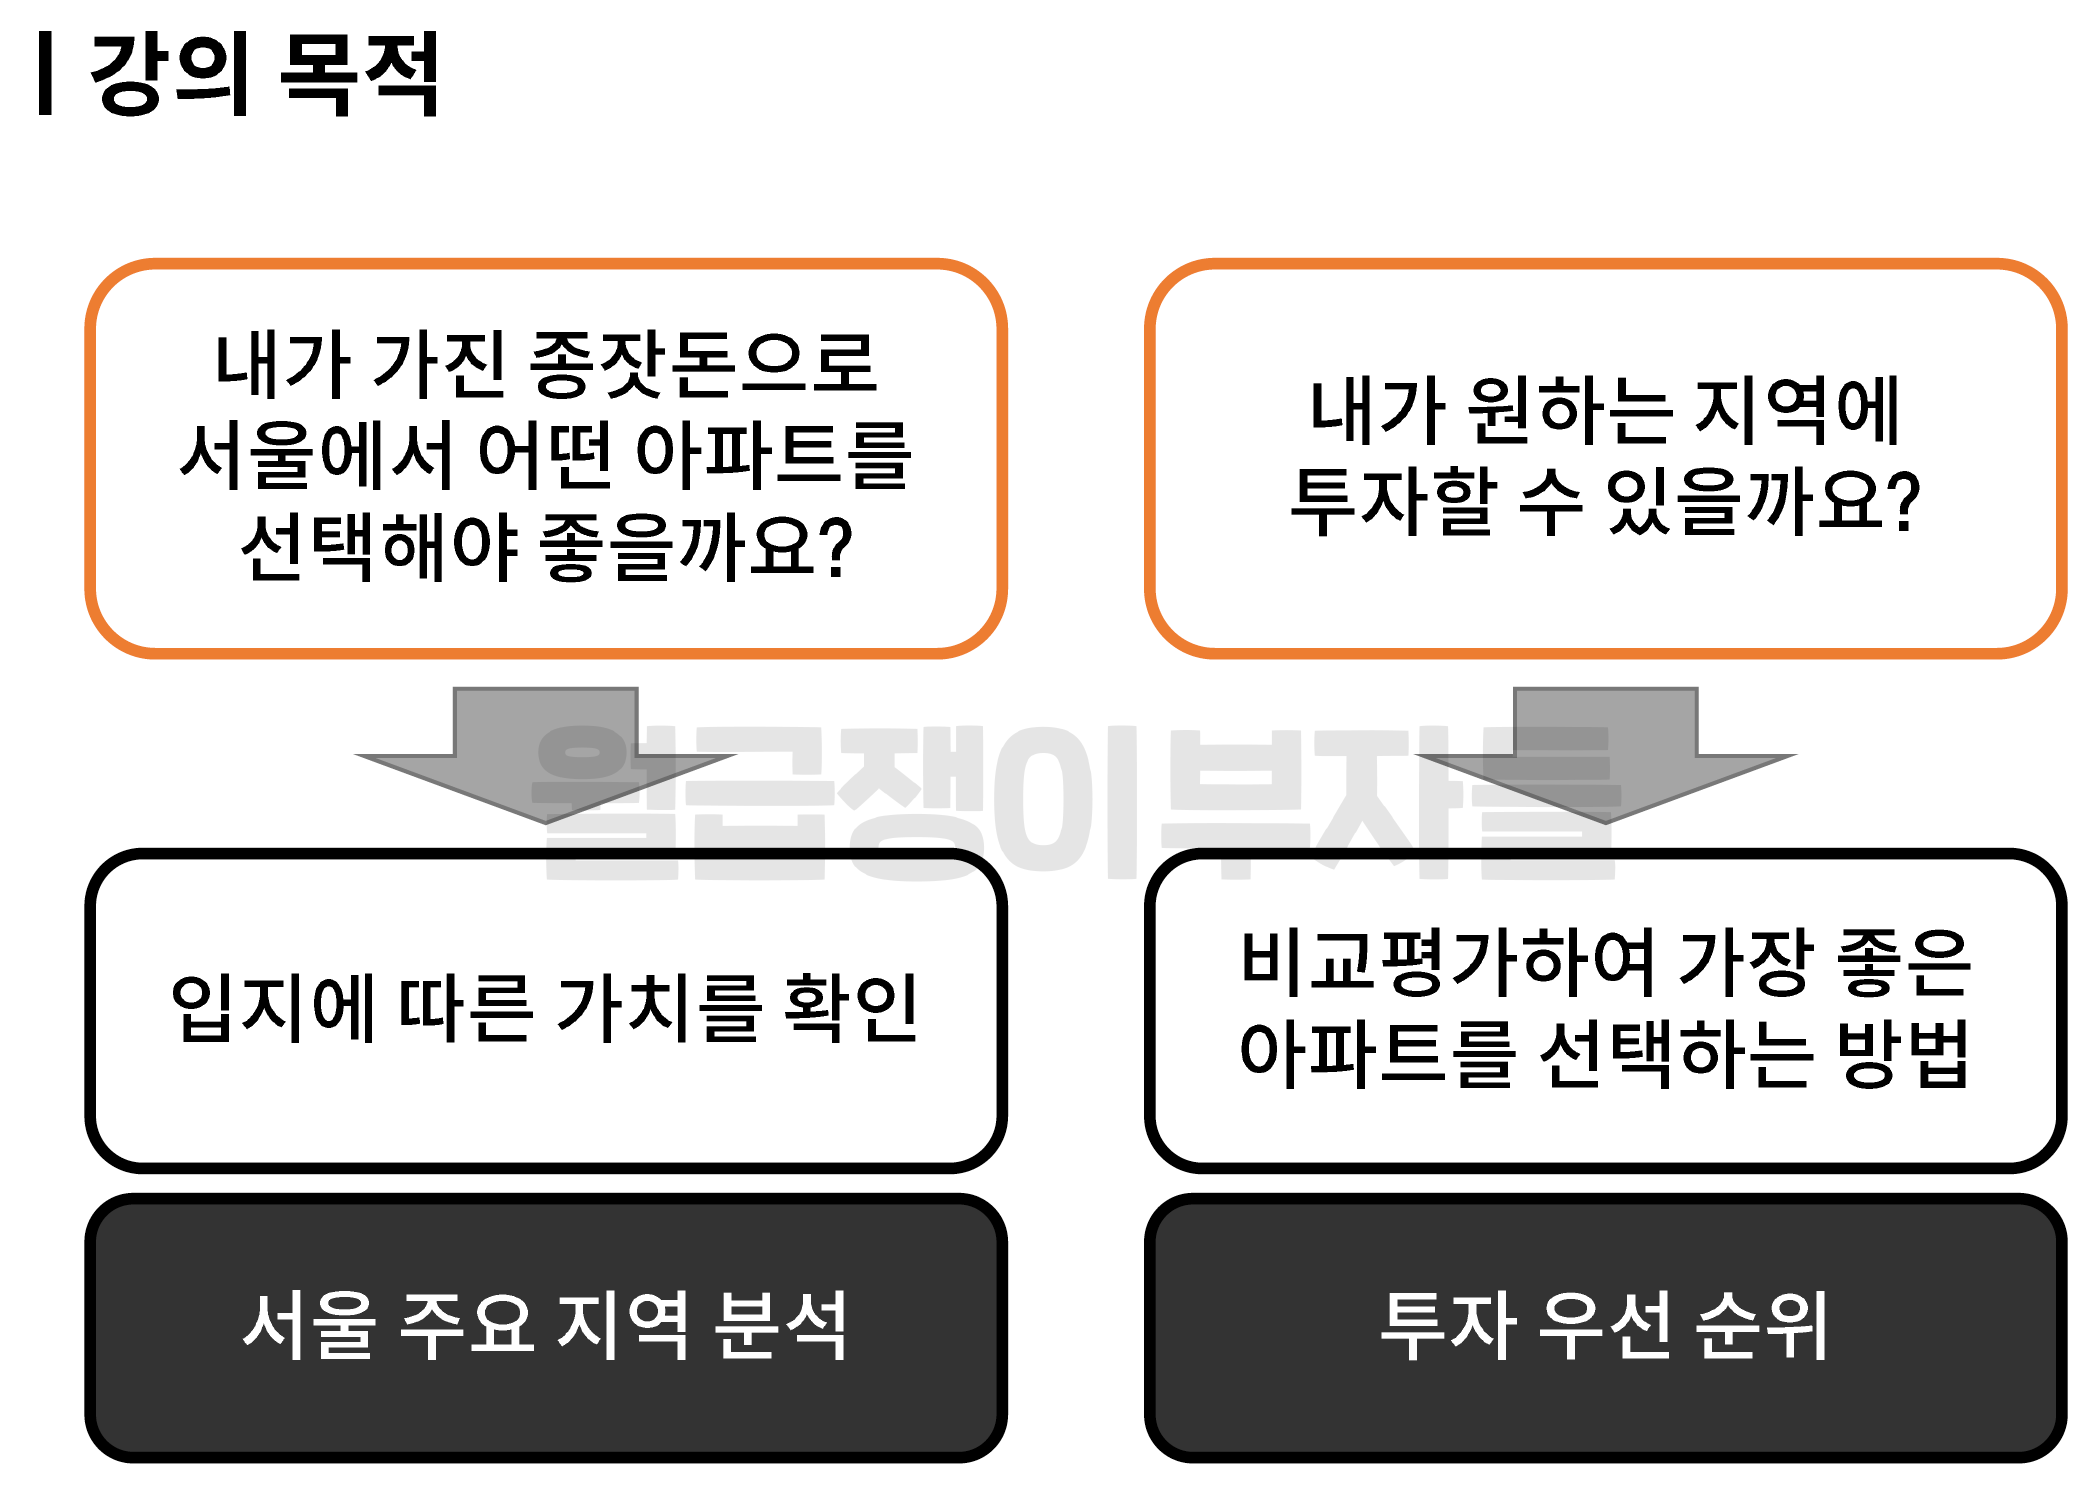 | 강의 목적
내가 가진 종잣돈으로
서울에서 어떤 아파트를
선택해야 좋을까요?
내가 원하는 지역에
투자할 수 있을까요?
월급쟁이부자들
입지에 따른 가치를 확인
비교평가하여 가장 좋은
아파트를 선택하는 방법
서울 주요 지역 분석
투자 우선 순위